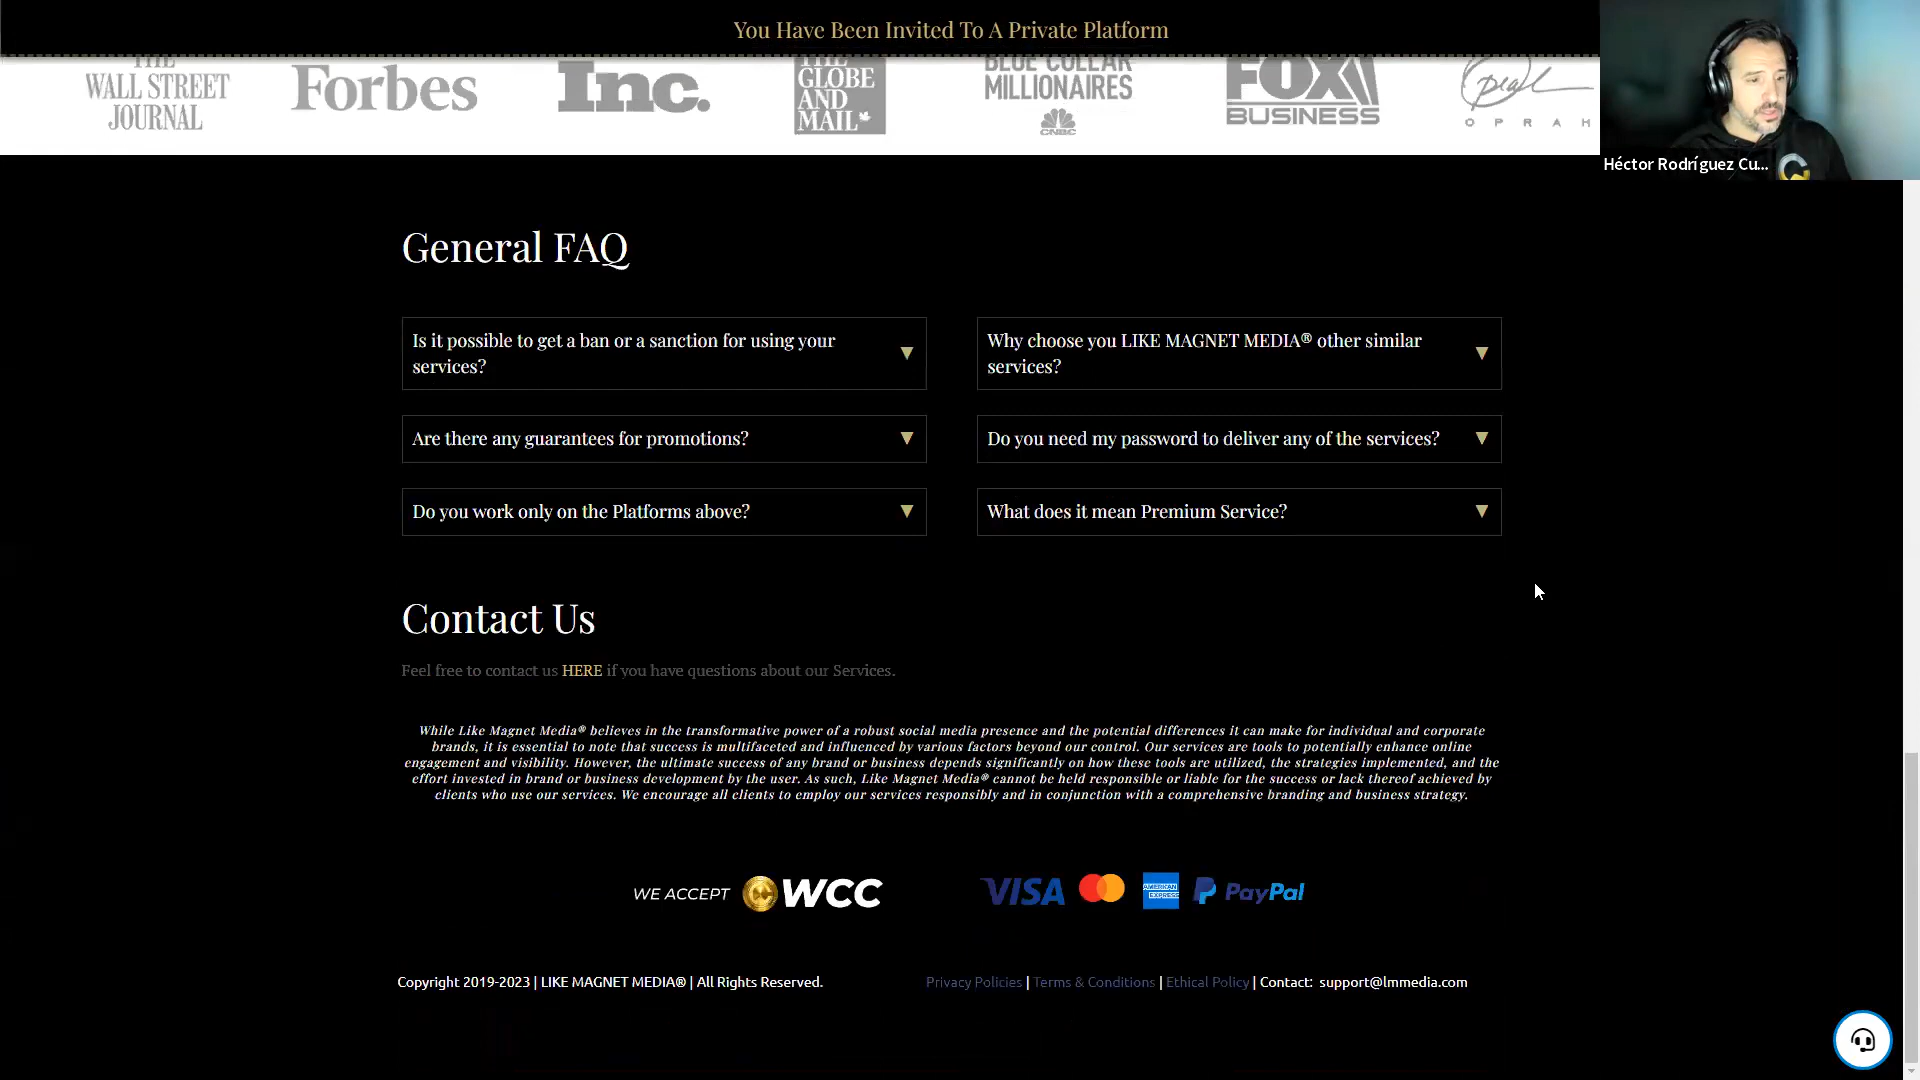 You Have Been Invited To A Private Platform
THE
WALL STREET
JOURNAL
Forbes
Inc.
THE
GLOBE
AND
MAIL
BLUE COLLAR
MILLIONAIRES
CNBC
FOX
BUSINESS
Oprah
OPRAH
Héctor Rodríguez Cu...
General FAQ
Is it possible to get a ban or a sanction for using your
services?
Why choose you LIKE MAGNET MEDIA® other similar
services?
Are there any guarantees for promotions?
Do you need my password to deliver any of the services?
Do you work only on the Platforms above?
What does it mean Premium Service?
Contact Us
Feel free to contact us HERE if you have questions about our Services.
While Like Magnet Media® believes in the transformative power of a robust social media presence and the potential differences it can make for individual and corporate
brands, it is essential to note that success is multifaceted and influenced by various factors beyond our control. Our services are tools to potentially enhance online
engagement and visibility. However, the ultimate success of any brand or business depends significantly on how these tools are utilized, the strategies implemented, and the
effort invested in brand or business development by the user. As such, Like Magnet Media® cannot be held responsible or liable for the success or lack thereof achieved by
clients who use our services. We encourage all clients to employ our services responsibly and in conjunction with a comprehensive branding and business strategy.
WE ACCEPT WCC
VISA
AMERICAN
EXPRESS
PayPal
Copyright 2019-2023 | LIKE MAGNET MEDIA® | All Rights Reserved.
Privacy Policies | Terms & Conditions | Ethical Policy | Contact: support@lmmedia.com